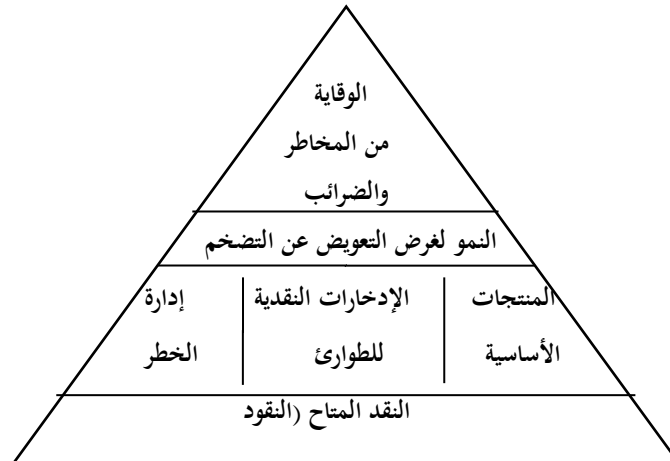 الوقاية
من المخاطر
والضرائب
النمو لغرض التعويض عن التضخم
المنتجات الإدخارات النقدية إدارة
الأساسية للطوارئ الخطر
النقد المتاح (النقود